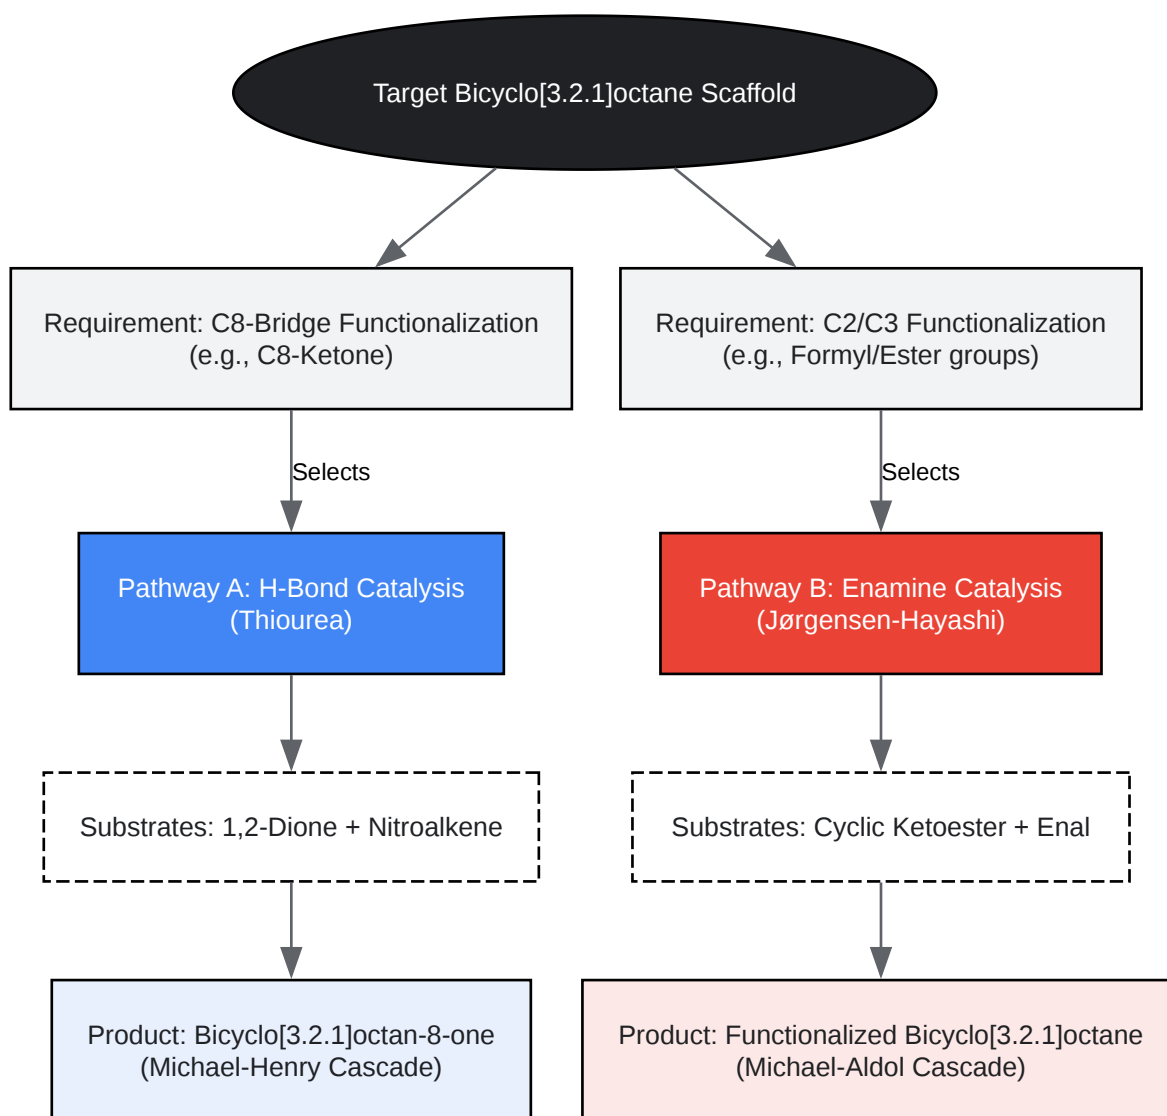 Target Bicyclo[3.2.1]octane Scaffold
Requirement: C8-Bridge Functionalization
(e.g., C8-Ketone)
Requirement: C2/C3 Functionalization
(e.g., Formyl/Ester groups)
Selects
Selects
Pathway A: H-Bond Catalysis
(Thiourea)
Pathway B: Enamine Catalysis
(Jørgensen-Hayashi)
Substrates: 1,2-Dione + Nitroalkene
Substrates: Cyclic Ketoester + Enal
Product: Bicyclo[3.2.1]octan-8-one
(Michael-Henry Cascade)
Product: Functionalized Bicyclo[3.2.1]octane
(Michael-Aldol Cascade)